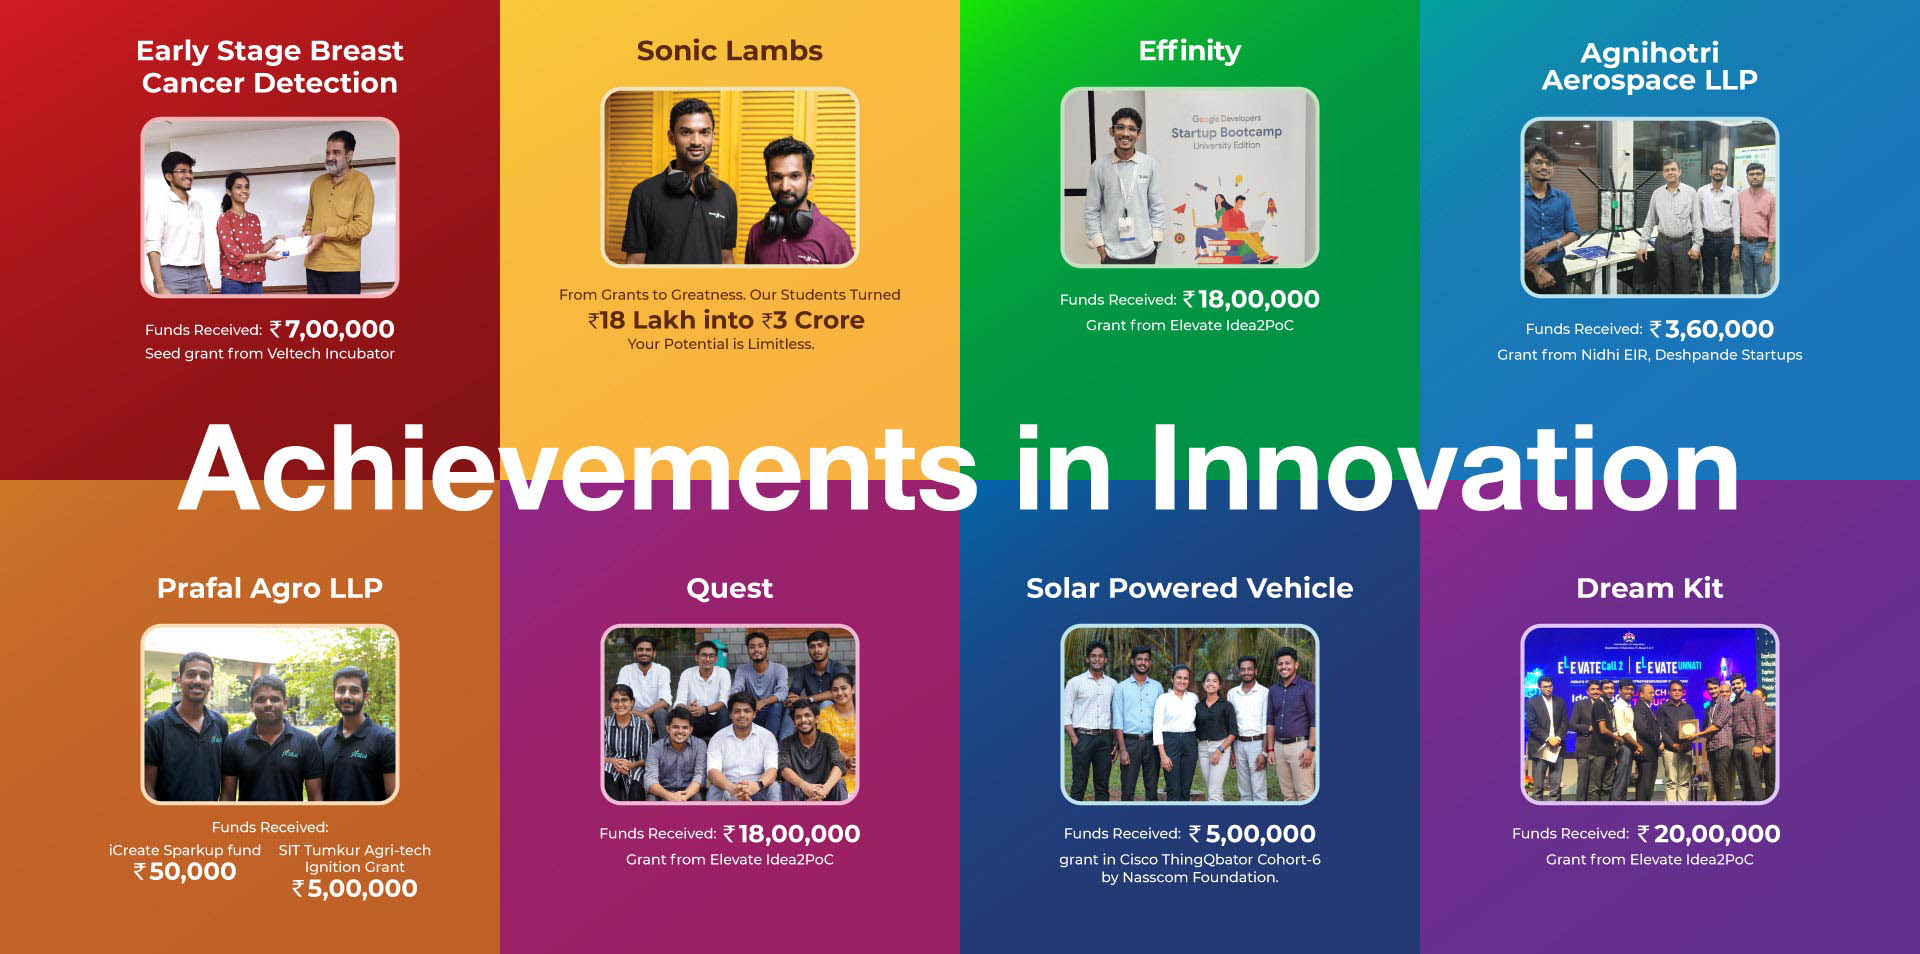 Early Stage Breast
Cancer Detection
Funds Received: ₹7,00,000
Seed grant from Veltech Incubator
Sonic Lambs
From Grants to Greatness. Our Students Turned
₹18 Lakh into ₹3 Crore
Your Potential is Limitless.
Effinity
Google Developers
Startup Bootcamp
University Edition
Funds Received: ₹18,00,000
Grant from Elevate Idea2PoC
Agnihotri
Aerospace LLP
Funds Received: ₹3,60,000
Grant from Nidhi EIR, Deshpande Startups
Achievements in Innovation
Prafal Agro LLP
Funds Received:
iCreate Sparkup fund
₹50,000
SIT Tumkur Agri-tech
Ignition Grant
₹5,00,000
Quest
Funds Received: ₹18,00,000
Grant from Elevate Idea2PoC
Solar Powered Vehicle
Funds Received: ₹5,00,000
grant in Cisco ThingQbator Cohort-6
by Nasscom Foundation.
Dream Kit
ELEVATE Call 2 | ELEVATE UNNATI
Funds Received: ₹20,00,000
Grant from Elevate Idea2PoC